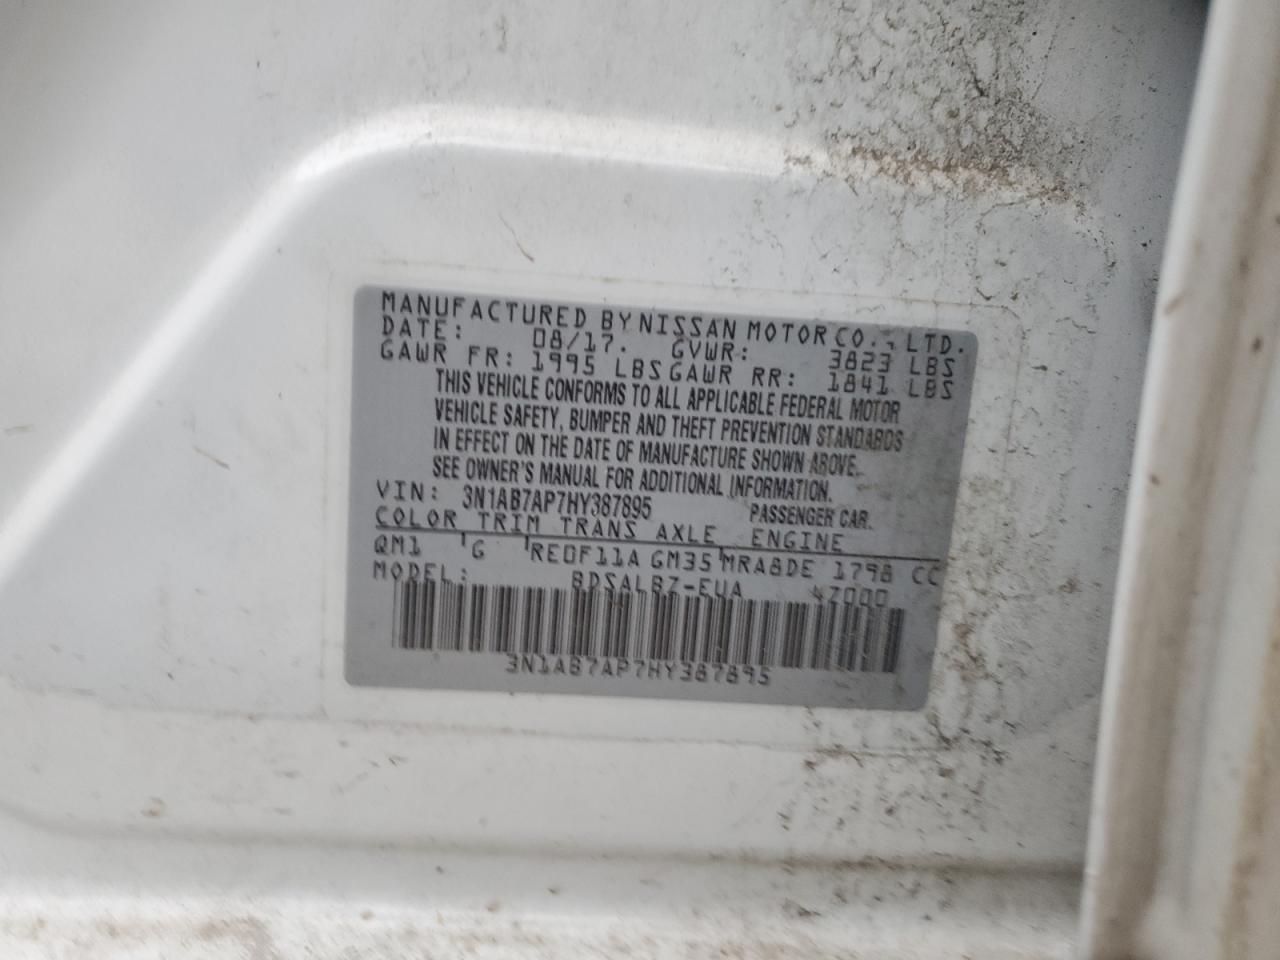 MANUFACTURED BY NISSAN MOTOR CO., LTD.
DATE: 08/17. GVWR: 3823 LBS
GAWR FR: 1995 LBS GAWR RR: 1841 LBS
THIS VEHICLE CONFORMS TO ALL APPLICABLE FEDERAL MOTOR
VEHICLE SAFETY, BUMPER AND THEFT PREVENTION STANDARDS
IN EFFECT ON THE DATE OF MANUFACTURE SHOWN ABOVE.
SEE OWNER'S MANUAL FOR ADDITIONAL INFORMATION.
VIN: 3N1AB7AP7HY387895 PASSENGER CAR.
COLOR TRIM TRANS AXLE ENGINE
QM1 G RE0F11A GM35 MRA8DE 1798 CC
MODEL: BDSALBZ-EUA 47000
3N1AB7AP7HY387895